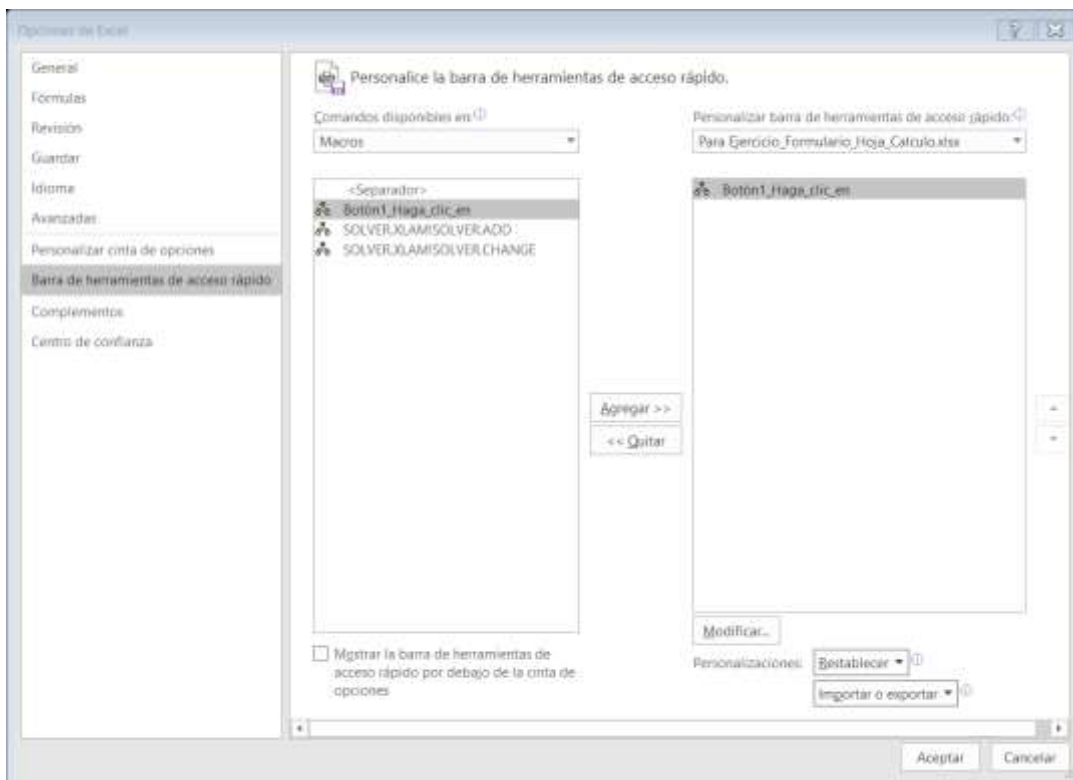 Opciones de Excel
General
Fórmulas
Revisión
Guardar
Idioma
Avanzadas
Personalizar cinta de opciones
Barra de herramientas de acceso rápido
Complementos
Centro de confianza
Personalice la barra de herramientas de acceso rápido.
Comandos disponibles en:
Macros
<Separador>
Botón1_Haga_clic_en
SOLVER.XLAM!SOLVER.ADD
SOLVER.XLAM!SOLVER.CHANGE
Mostrar la barra de herramientas de
acceso rápido por debajo de la cinta de
opciones
Agregar >>
<< Quitar
Personalizar barra de herramientas de acceso rápido:
Para Ejercicio_Formulario_Hoja_Calculo.xlsx
Botón1_Haga_clic_en
Modificar...
Personalizaciones:
Restablecer
Importar o exportar
Aceptar
Cancelar